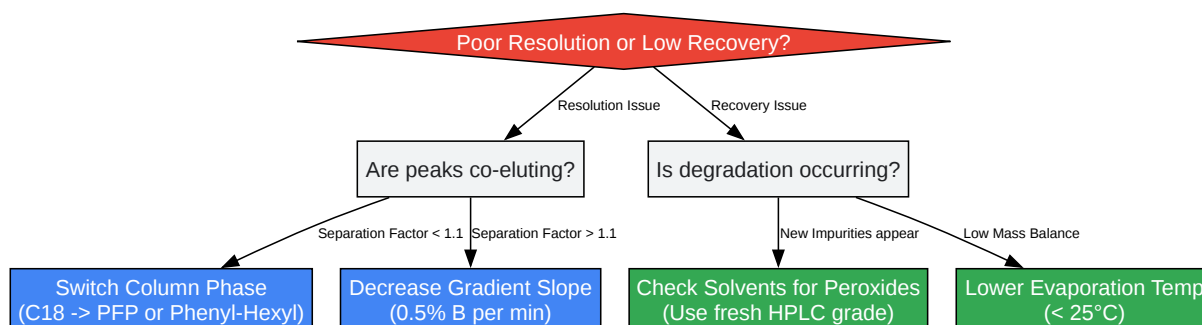 Poor Resolution or Low Recovery?
Resolution Issue
Recovery Issue
Are peaks co-eluting?
Is degradation occurring?
Separation Factor < 1.1
Separation Factor > 1.1
New Impurities appear
Low Mass Balance
Switch Column Phase
(C18 -> PFP or Phenyl-Hexyl)
Decrease Gradient Slope
(0.5% B per min)
Check Solvents for Peroxides
(Use fresh HPLC grade)
Lower Evaporation Temp
(< 25°C)